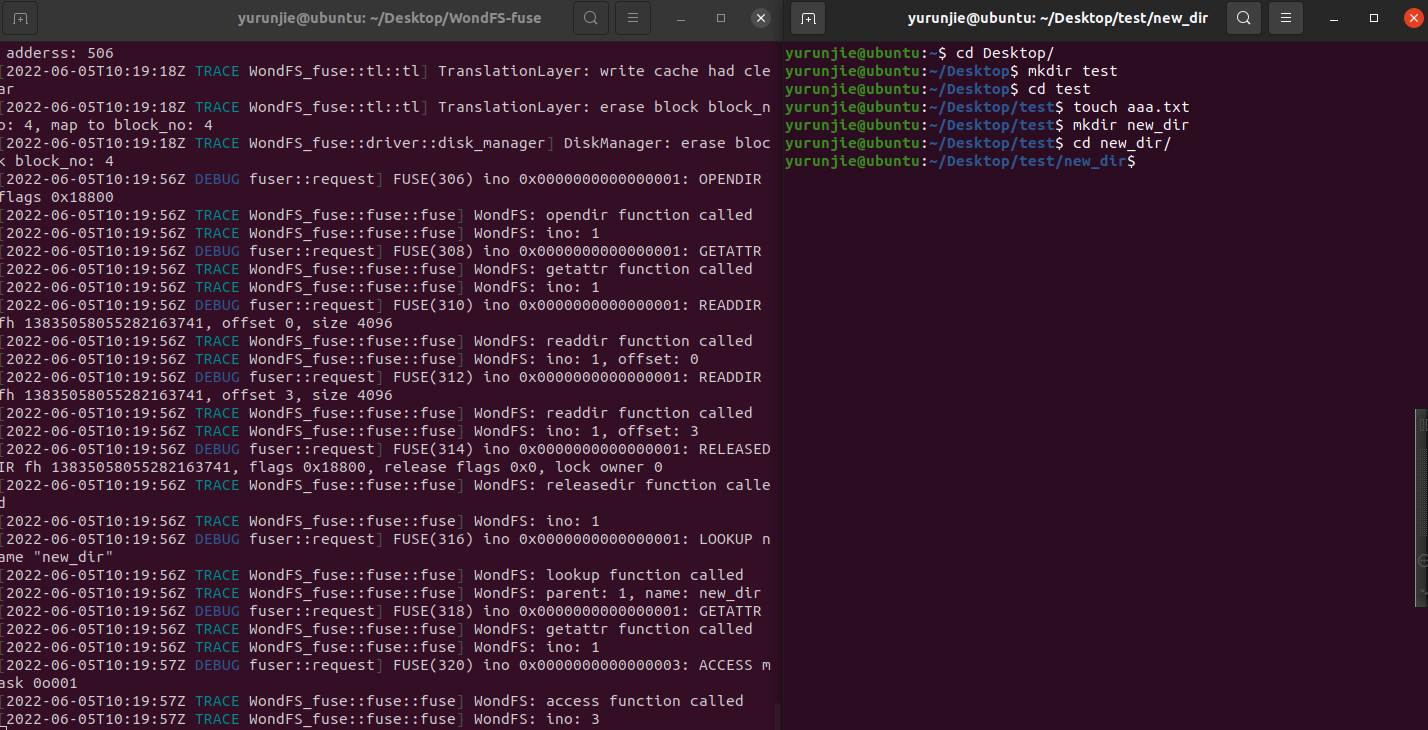 yurunjie@ubuntu: ~/Desktop/WondFS-fuse
adderss: 506
[2022-06-05T10:19:18Z TRACE WondFS_fuse::tl::tl] TranslationLayer: write cache had cle
ar
[2022-06-05T10:19:18Z TRACE WondFS_fuse::tl::tl] TranslationLayer: erase block block_n
o: 4, map to block_no: 4
[2022-06-05T10:19:18Z TRACE WondFS_fuse::driver::disk_manager] DiskManager: erase bloc
k block_no: 4
[2022-06-05T10:19:56Z DEBUG fuser::request] FUSE(306) ino 0x0000000000000001: OPENDIR
flags 0x18800
[2022-06-05T10:19:56Z TRACE WondFS_fuse::fuse::fuse] WondFS: opendir function called
[2022-06-05T10:19:56Z TRACE WondFS_fuse::fuse::fuse] WondFS: ino: 1
[2022-06-05T10:19:56Z DEBUG fuser::request] FUSE(308) ino 0x0000000000000001: GETATTR
[2022-06-05T10:19:56Z TRACE WondFS_fuse::fuse::fuse] WondFS: getattr function called
[2022-06-05T10:19:56Z TRACE WondFS_fuse::fuse::fuse] WondFS: ino: 1
[2022-06-05T10:19:56Z DEBUG fuser::request] FUSE(310) ino 0x0000000000000001: READDIR
fh 13835058055282163741, offset 0, size 4096
[2022-06-05T10:19:56Z TRACE WondFS_fuse::fuse::fuse] WondFS: readdir function called
[2022-06-05T10:19:56Z TRACE WondFS_fuse::fuse::fuse] WondFS: ino: 1, offset: 0
[2022-06-05T10:19:56Z DEBUG fuser::request] FUSE(312) ino 0x0000000000000001: READDIR
fh 13835058055282163741, offset 3, size 4096
[2022-06-05T10:19:56Z TRACE WondFS_fuse::fuse::fuse] WondFS: readdir function called
[2022-06-05T10:19:56Z TRACE WondFS_fuse::fuse::fuse] WondFS: ino: 1, offset: 3
[2022-06-05T10:19:56Z DEBUG fuser::request] FUSE(314) ino 0x0000000000000001: RELEASED
IR fh 13835058055282163741, flags 0x18800, release flags 0x0, lock owner 0
[2022-06-05T10:19:56Z TRACE WondFS_fuse::fuse::fuse] WondFS: releasedir function calle
d
[2022-06-05T10:19:56Z TRACE WondFS_fuse::fuse::fuse] WondFS: ino: 1
[2022-06-05T10:19:56Z DEBUG fuser::request] FUSE(316) ino 0x0000000000000001: LOOKUP n
ame "new_dir"
[2022-06-05T10:19:56Z TRACE WondFS_fuse::fuse::fuse] WondFS: lookup function called
[2022-06-05T10:19:56Z TRACE WondFS_fuse::fuse::fuse] WondFS: parent: 1, name: new_dir
[2022-06-05T10:19:56Z DEBUG fuser::request] FUSE(318) ino 0x0000000000000001: GETATTR
[2022-06-05T10:19:56Z TRACE WondFS_fuse::fuse::fuse] WondFS: getattr function called
[2022-06-05T10:19:56Z TRACE WondFS_fuse::fuse::fuse] WondFS: ino: 1
[2022-06-05T10:19:57Z DEBUG fuser::request] FUSE(320) ino 0x0000000000000003: ACCESS m
ask 0o001
[2022-06-05T10:19:57Z TRACE WondFS_fuse::fuse::fuse] WondFS: access function called
[2022-06-05T10:19:57Z TRACE WondFS_fuse::fuse::fuse] WondFS: ino: 3
yurunjie@ubuntu: ~/Desktop/test/new_dir
yurunjie@ubuntu:~$ cd Desktop/
yurunjie@ubuntu:~/Desktop$ mkdir test
yurunjie@ubuntu:~/Desktop$ cd test
yurunjie@ubuntu:~/Desktop/test$ touch aaa.txt
yurunjie@ubuntu:~/Desktop/test$ mkdir new_dir
yurunjie@ubuntu:~/Desktop/test$ cd new_dir/
yurunjie@ubuntu:~/Desktop/test/new_dir$